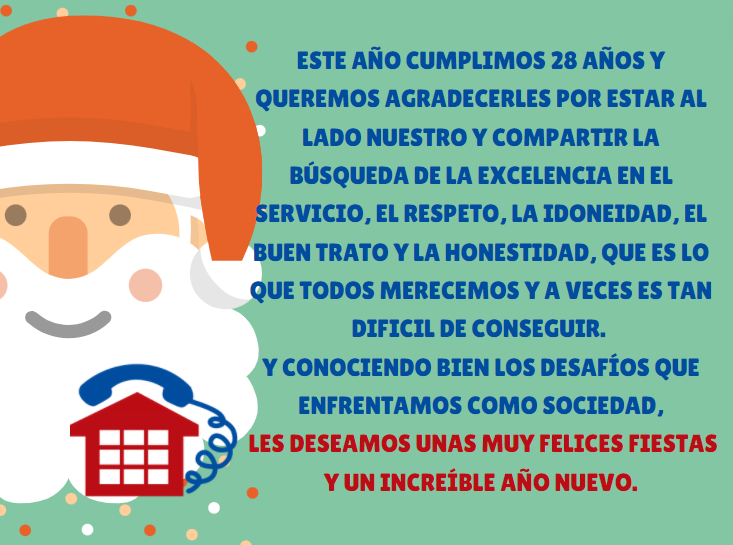 ESTE AÑO CUMPLIMOS 28 AÑOS Y
QUEREMOS AGRADECERLES POR ESTAR AL
LADO NUESTRO Y COMPARTIR LA
BÚSQUEDA DE LA EXCELENCIA EN EL
SERVICIO, EL RESPETO, LA IDONEIDAD, EL
BUEN TRATO Y LA HONESTIDAD, QUE ES LO
QUE TODOS MERECEMOS Y A VECES ES TAN
DIFICIL DE CONSEGUIR.
Y CONOCIENDO BIEN LOS DESAFÍOS QUE
ENFRENTAMOS COMO SOCIEDAD,
LES DESEAMOS UNAS MUY FELICES FIESTAS
Y UN INCREÍBLE AÑO NUEVO.